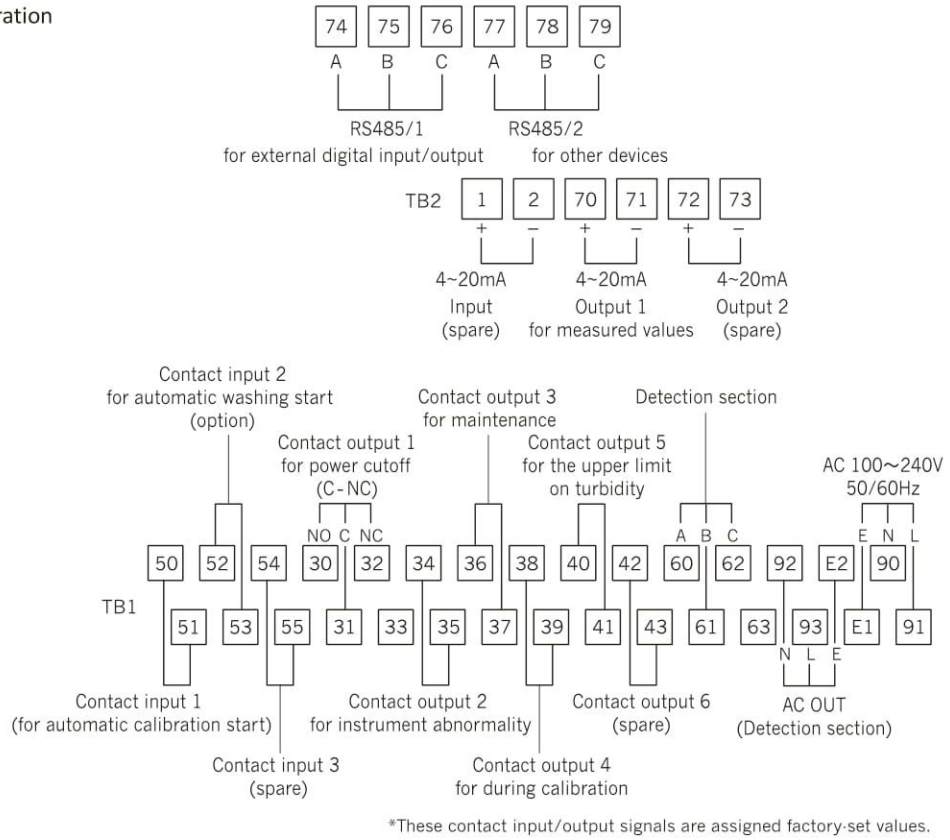 ration
74 75 76 77 78 79
A B C A B C
RS485/1 RS485/2
for external digital input/output for other devices
TB2 1 2 70 71 72 73
+ − + − + −
4~20mA 4~20mA 4~20mA
Input Output 1 Output 2
(spare) for measured values (spare)
Contact input 2
for automatic washing start
(option)
Contact output 3
for maintenance
Detection section
Contact output 1
for power cutoff
(C-NC)
Contact output 5
for the upper limit
on turbidity
AC 100～240V
50/60Hz
NO C NC A B C E N L
50 52 54 30 32 34 36 38 40 42 60 62 92 E2 90
TB1
51 53 55 31 33 35 37 39 41 43 61 63 93 E1 91
N L E
Contact input 1
(for automatic calibration start)
Contact output 2
for instrument abnormality
Contact output 6
(spare)
AC OUT
(Detection section)
Contact input 3
(spare)
Contact output 4
for during calibration
*These contact input/output signals are assigned factory-set values.